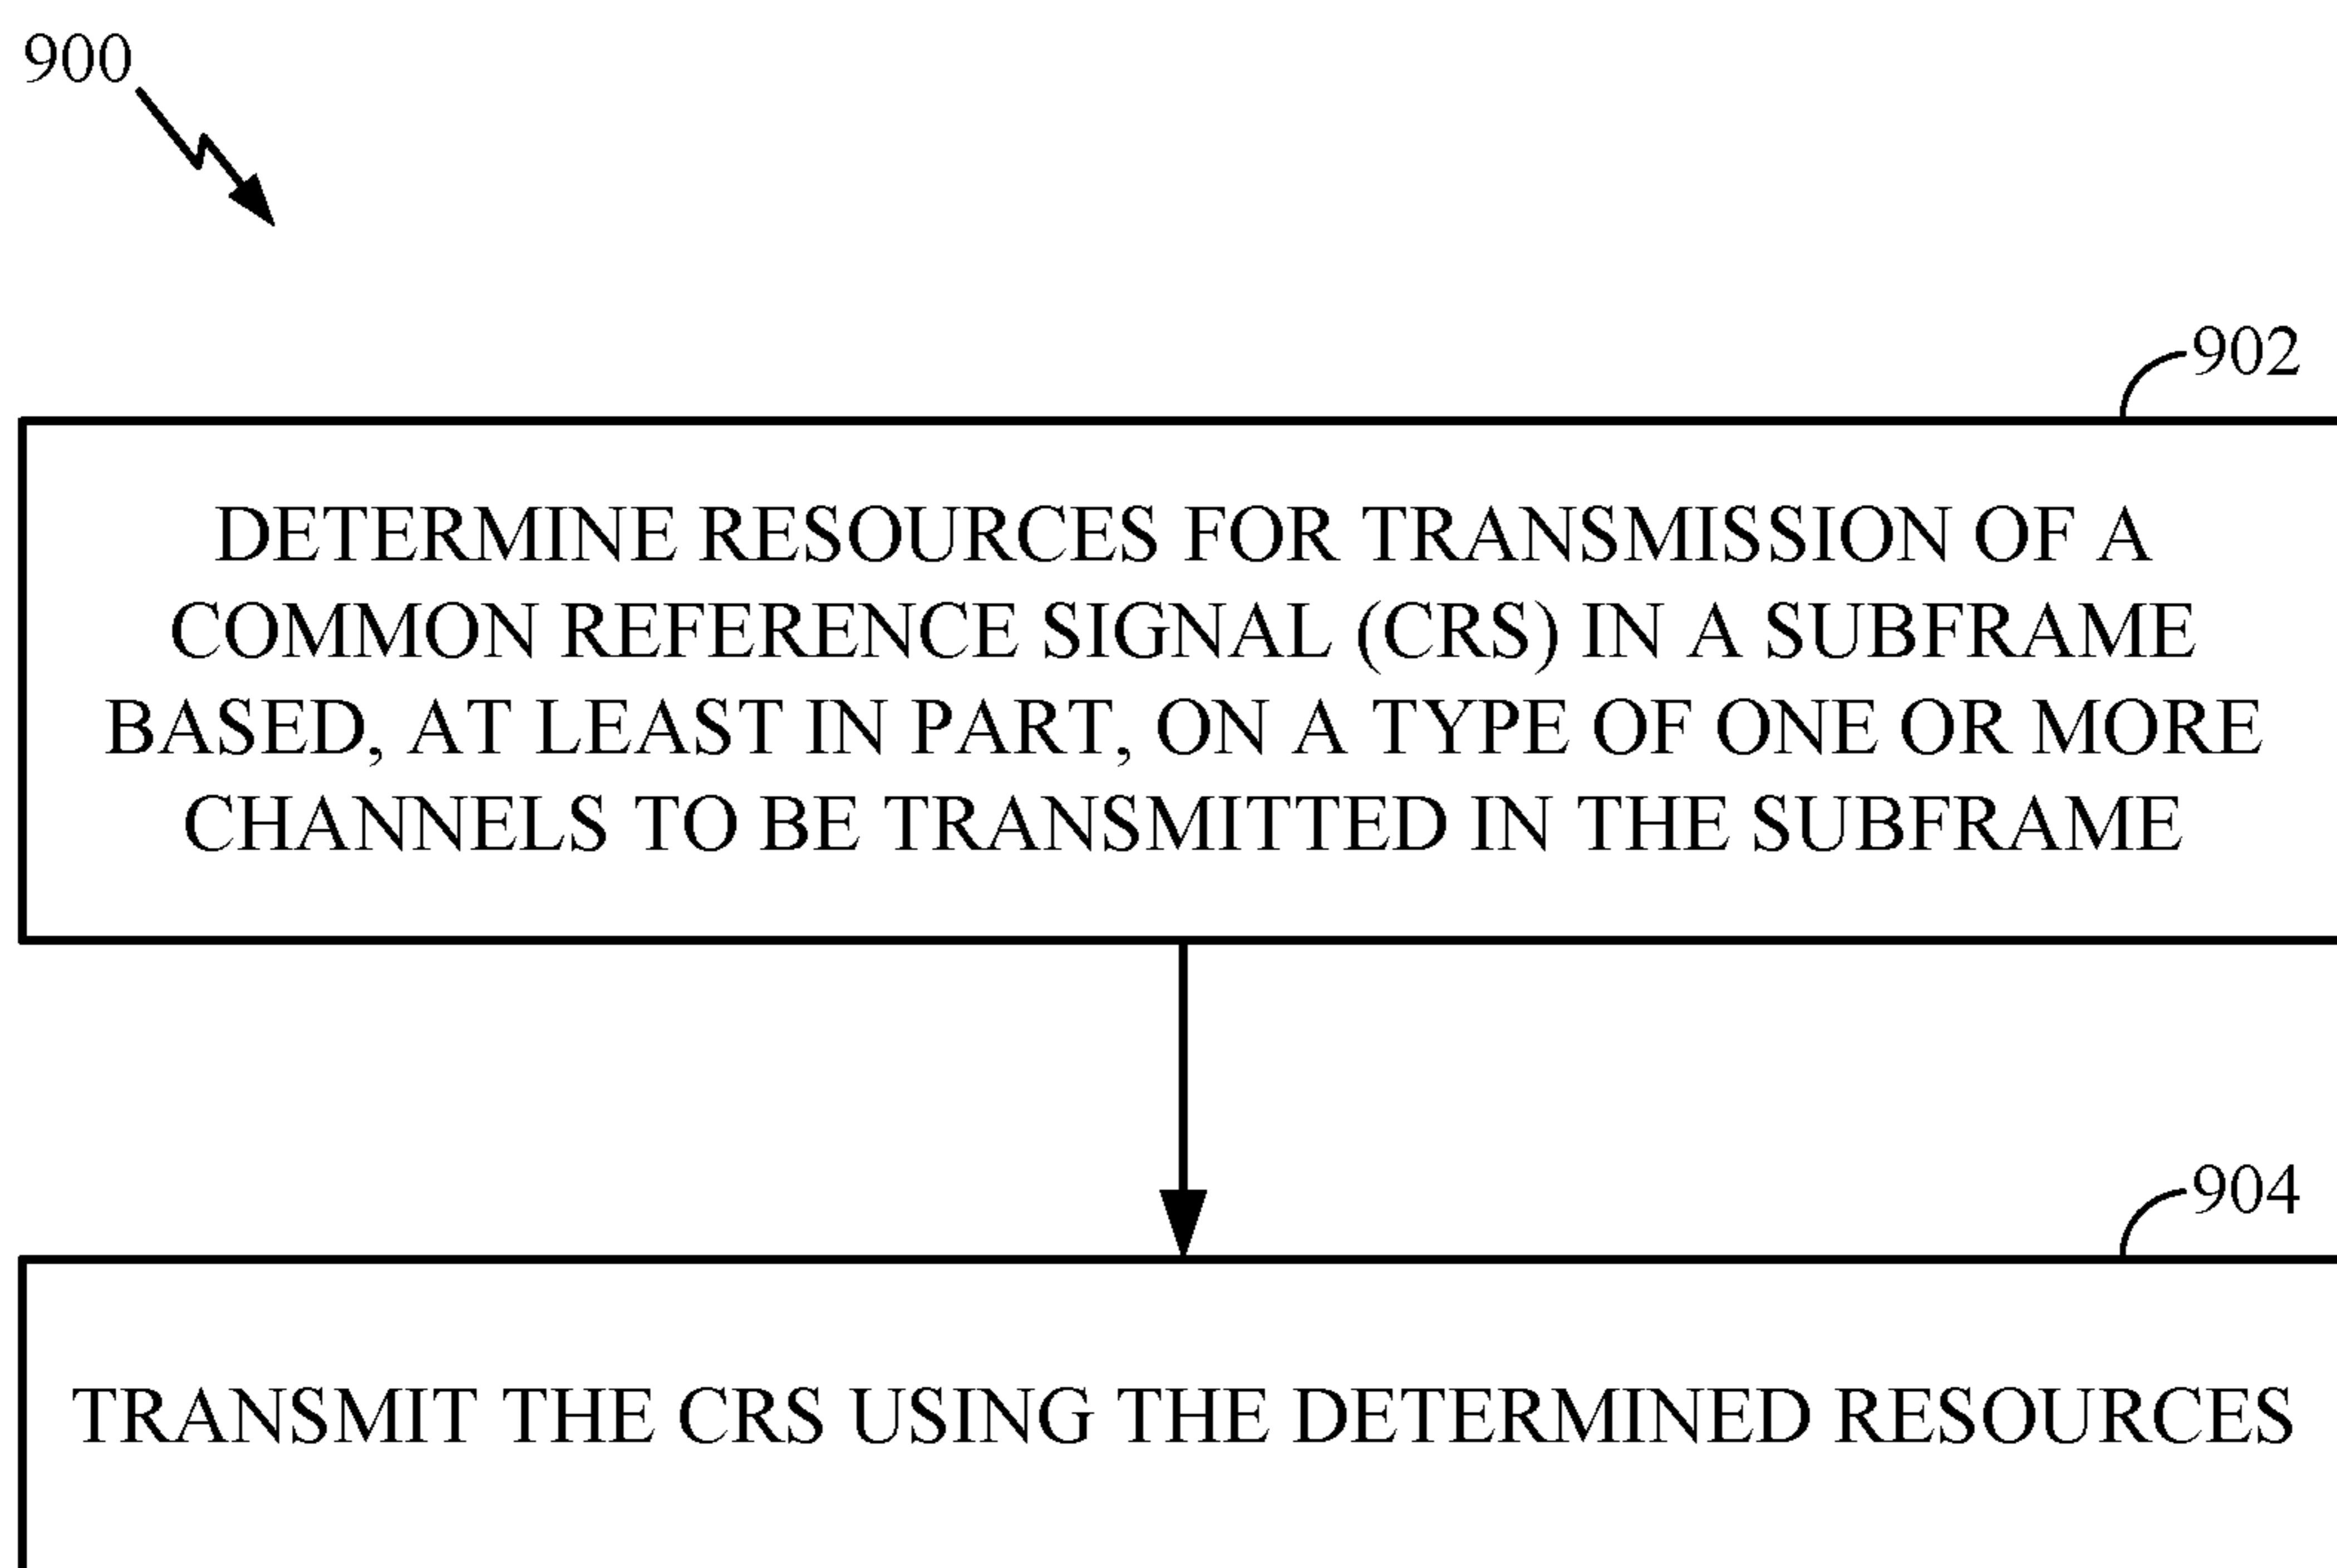 900
902
DETERMINE RESOURCES FOR TRANSMISSION OF A
COMMON REFERENCE SIGNAL (CRS) IN A SUBFRAME
BASED, AT LEAST IN PART, ON A TYPE OF ONE OR MORE
CHANNELS TO BE TRANSMITTED IN THE SUBFRAME
904
TRANSMIT THE CRS USING THE DETERMINED RESOURCES